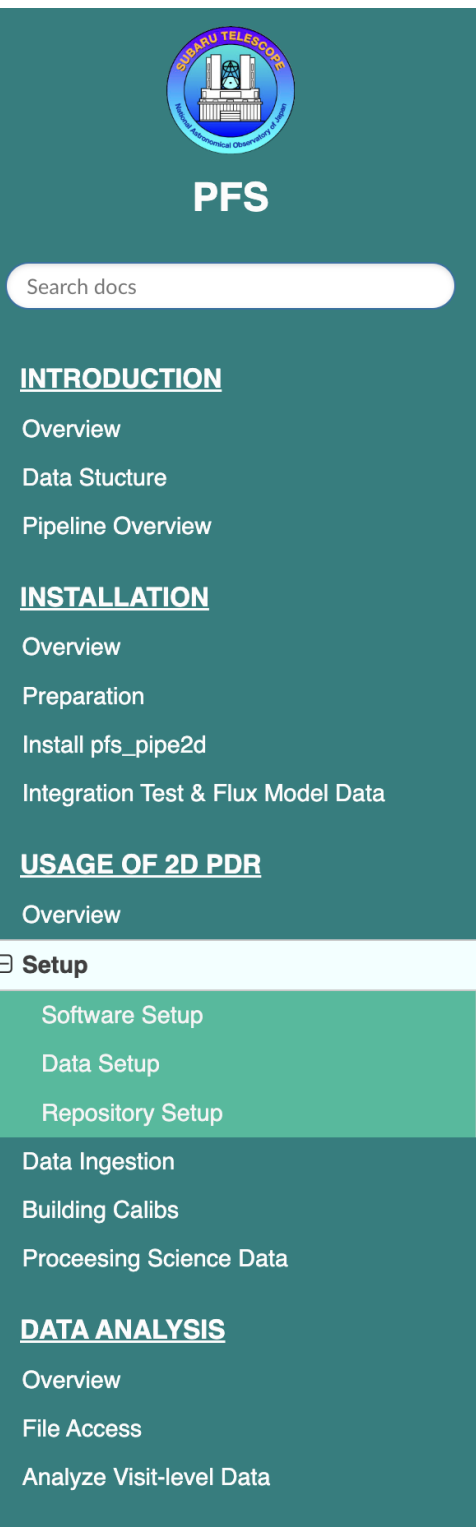 SUBARU TELESCOPE
National Astronomical Observatory of Japan
PFS
Search docs
INTRODUCTION
Overview
Data Stucture
Pipeline Overview
INSTALLATION
Overview
Preparation
Install pfs_pipe2d
Integration Test & Flux Model Data
USAGE OF 2D PDR
Overview
Setup
Software Setup
Data Setup
Repository Setup
Data Ingestion
Building Calibs
Proceesing Science Data
DATA ANALYSIS
Overview
File Access
Analyze Visit-level Data